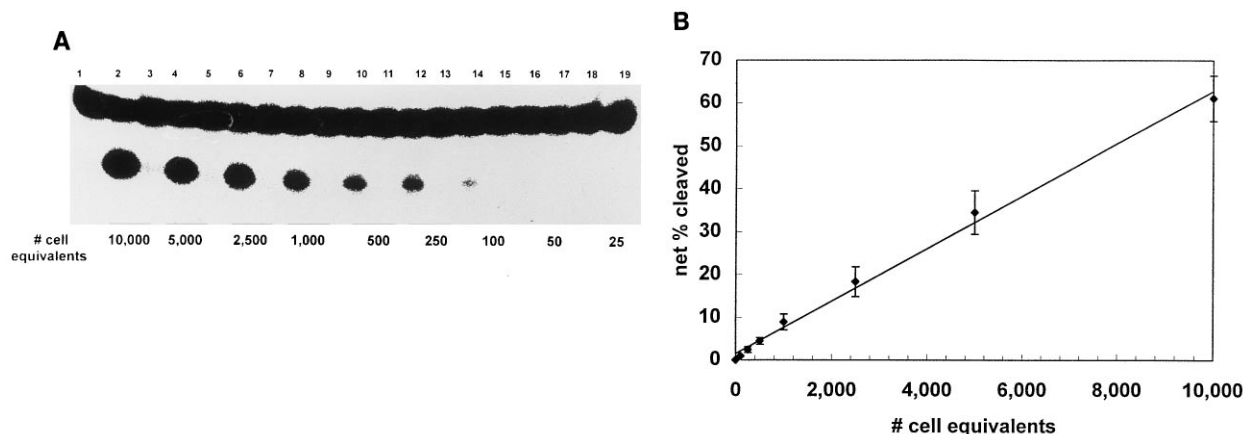 A
1 2 3 4 5 6 7 8 9 10 11 12 13 14 15 16 17 18 19
# cell equivalents 10,000 5,000 2,500 1,000 500 250 100 50 25
B
net % cleaved
70
60
50
40
30
20
10
0
0 2,000 4,000 6,000 8,000 10,000
# cell equivalents